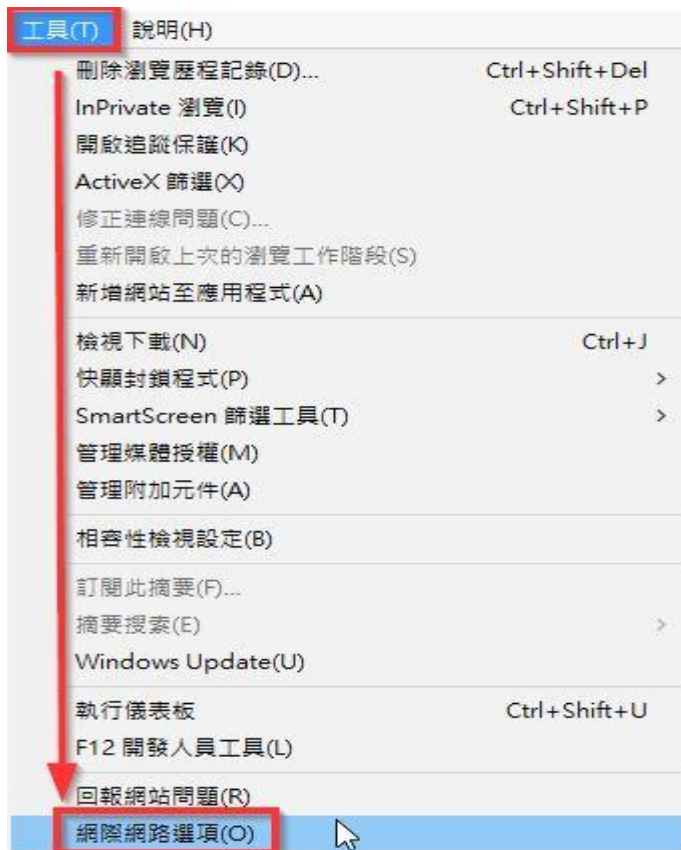 工具(T) 說明(H)
刪除瀏覽歷程記錄(D)... Ctrl+Shift+Del
InPrivate 瀏覽(I) Ctrl+Shift+P
開啟追蹤保護(K)
ActiveX 篩選(X)
修正連線問題(C)...
重新開啟上次的瀏覽工作階段(S)
新增網站至應用程式(A)
檢視下載(N) Ctrl+J
快顯封鎖程式(P) >
SmartScreen 篩選工具(T) >
管理媒體授權(M)
管理附加元件(A)
相容性檢視設定(B)
訂閱此摘要(F)...
摘要搜索(E) >
Windows Update(U)
執行儀表板 Ctrl+Shift+U
F12 開發人員工具(L)
回報網站問題(R)
網際網路選項(O)